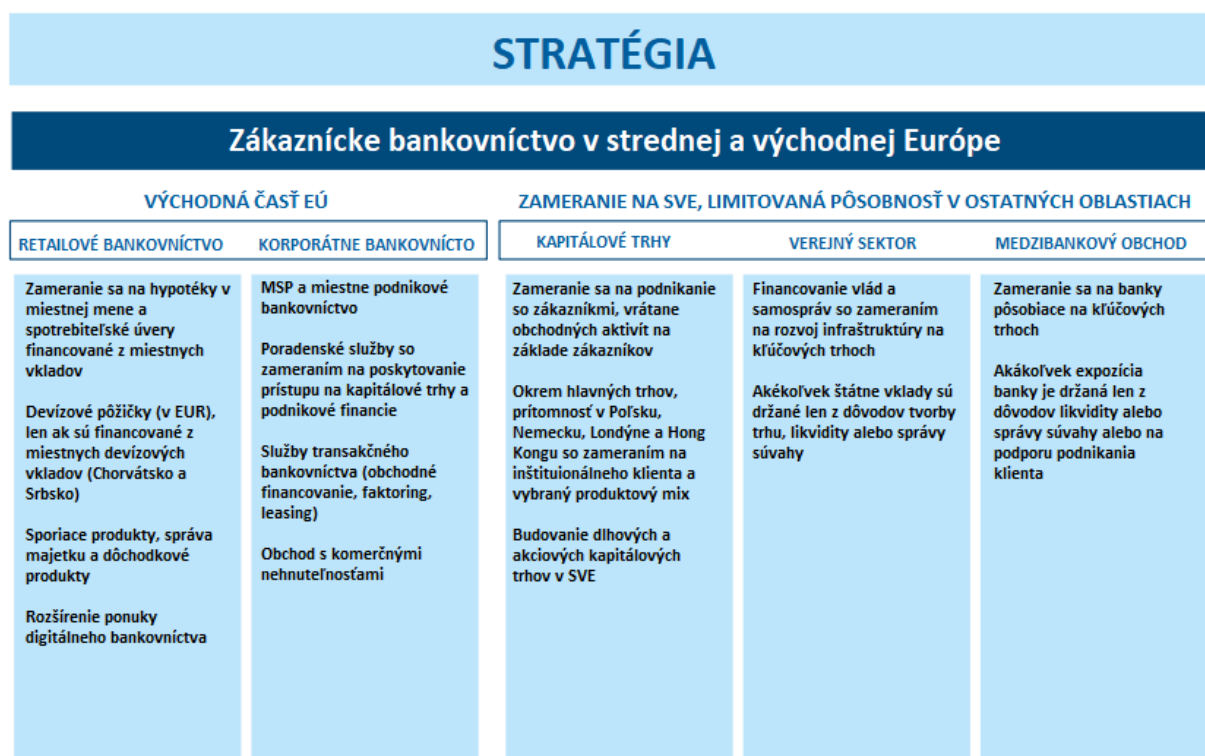 STRATÉGIA
Zákaznícke bankovníctvo v strednej a východnej Európe
VÝCHODNÁ ČASŤ EÚ
RETAILOVÉ BANKOVNÍCTVO
Zameranie sa na hypotéky v
miestnej mene a
spotrebiteľské úvery
financované z miestnych
vkladov
Devízové pôžičky (v EUR),
len ak sú financované z
miestnych devízových
vkladov (Chorvátsko a
Srbsko)
Sporiace produkty, správa
majetku a dôchodkové
produkty
Rozšírenie ponuky
digitálneho bankovníctva
KORPORÁTNE BANKOVNÍCTO
MSP a miestne podnikové
bankovníctvo
Poradenské služby so
zameraním na poskytovanie
prístupu na kapitálové trhy a
podnikové financie
Služby transakčného
bankovníctva (obchodné
financovanie, faktoring,
leasing)
Obchod s komerčnými
nehnuteľnosťami
ZAMERANIE NA SVE, LIMITOVANÁ PÔSOBNOSŤ V OSTATNÝCH OBLASTIACH
KAPITÁLOVÉ TRHY
Zameranie sa na podnikanie
so zákazníkmi, vrátane
obchodných aktivít na
základe zákazníkov
Okrem hlavných trhov,
prítomnosť v Poľsku,
Nemecku, Londýne a Hong
Kongu so zameraním na
inštituionálneho klienta a
vybraný produktový mix
Budovanie dlhových a
akciových kapitálových
trhov v SVE
VEREJNÝ SEKTOR
Financovanie vlád a
samospráv so zameraním
na rozvoj infraštruktúry na
kľúčových trhoch
Akékoľvek štátne vklady sú
držané len z dôvodov tvorby
trhu, likvidity alebo správy
súvahy
MEDZIBANKOVÝ OBCHOD
Zameranie sa na banky
pôsobiace na kľúčových
trhoch
Akákoľvek expozícia
banky je držaná len z
dôvodov likvidity alebo
správy súvahy alebo na
podporu podnikania
klienta